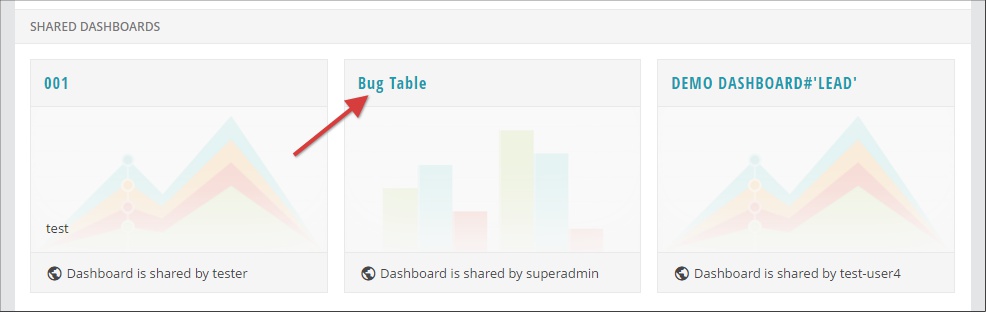 SHARED DASHBOARDS
001
Bug Table
DEMO DASHBOARD#'LEAD'
test
Dashboard is shared by tester
Dashboard is shared by superadmin
Dashboard is shared by test-user4